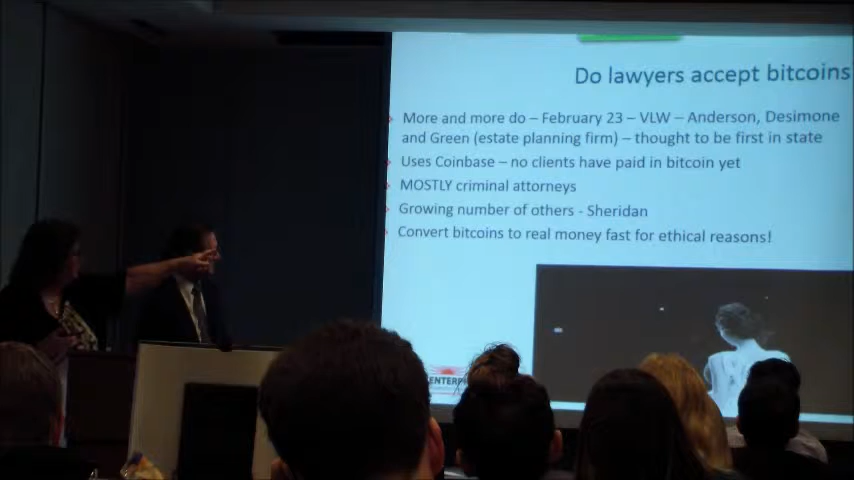 Do lawyers accept bitcoins
More and more do – February 23 – VLW – Anderson, Desimone
and Green (estate planning firm) – thought to be first in state
Uses Coinbase – no clients have paid in bitcoin yet
MOSTLY criminal attorneys
Growing number of others - Sheridan
Convert bitcoins to real money fast for ethical reasons!